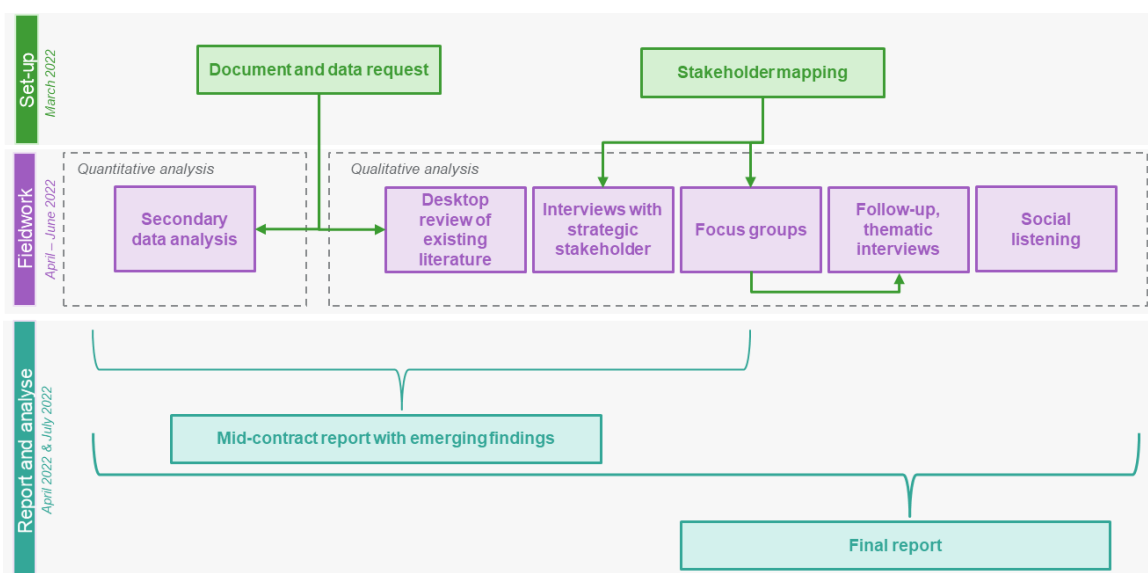 Set-up
March 2022
Document and data request
Stakeholder mapping
Fieldwork
April – June 2022
Quantitative analysis
Qualitative analysis
Secondary
data analysis
Desktop
review of
existing
literature
Interviews with
strategic
stakeholder
Focus groups
Follow-up,
thematic
interviews
Social
listening
Report and analyse
April 2022 & July 2022
Mid-contract report with emerging findings
Final report